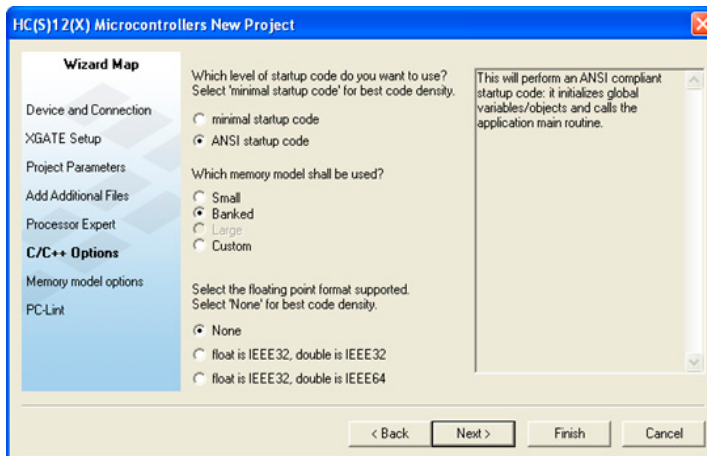 HC(S)12(X) Microcontrollers New Project
Wizard Map
Device and Connection
XGATE Setup
Project Parameters
Add Additional Files
Processor Expert
C/C++ Options
Memory model options
PC-Lint
Which level of startup code do you want to use?
Select 'minimal startup code' for best code density.
minimal startup code
ANSI startup code
Which memory model shall be used?
Small
Banked
Large
Custom
Select the floating point format supported.
Select 'None' for best code density.
None
float is IEEE32, double is IEEE32
float is IEEE32, double is IEEE64
This will perform an ANSI compliant
startup code: it initializes global
variables/objects and calls the
application main routine.
< Back
Next >
Finish
Cancel